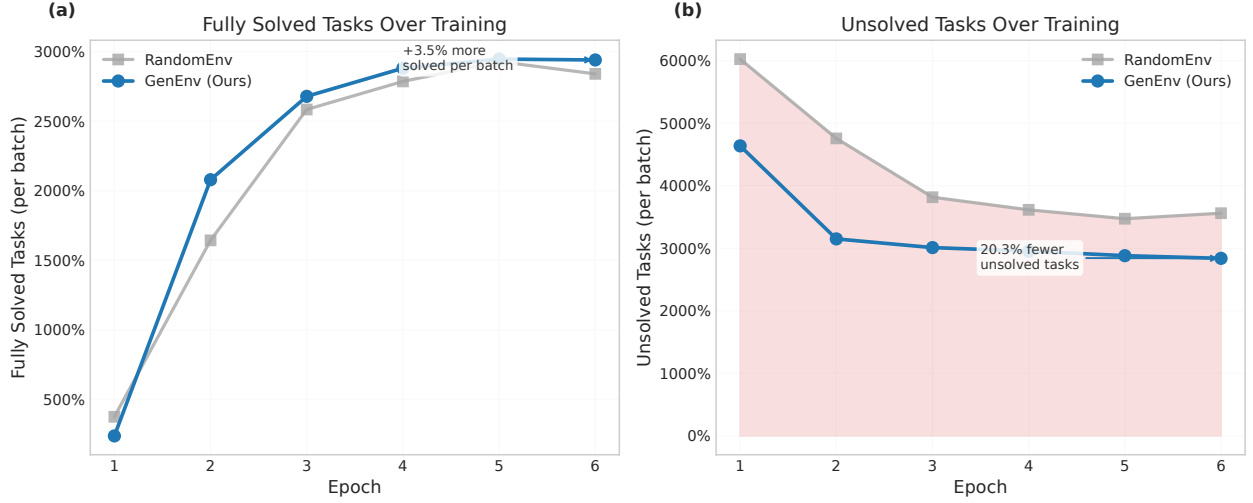 (a)
Fully Solved Tasks Over Training
3000%
2500%
2000%
1500%
1000%
500%
Fully Solved Tasks (per batch)
RandomEnv
GenEnv (Ours)
+3.5% more
solved per batch
1 2 3 4 5 6
Epoch
(b)
Unsolved Tasks Over Training
6000%
5000%
4000%
3000%
2000%
1000%
0%
Unsolved Tasks (per batch)
RandomEnv
GenEnv (Ours)
20.3% fewer
unsolved tasks
1 2 3 4 5 6
Epoch